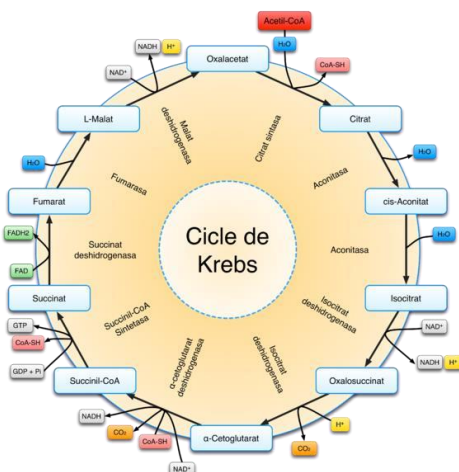 Acetil-CoA
H₂O
CoA-SH
NADH
H⁺
NAD⁺
Oxalacetat
Citrat sintasa
Citrat
H₂O
Aconitasa
cis-Aconitat
H₂O
Aconitasa
Isocitrat
Isocitrat
deshidrogenasa
NAD⁺
NADH
H⁺
Oxalosuccinat
Isocitrat
deshidrogenasa
H⁺
CO₂
α-Cetoglutarat
α-cetoglutarat
deshidrogenasa
NAD⁺
CoA-SH
CO₂
NADH
Succinil-CoA
Succinil-CoA
Sintetasa
GDP + Pi
CoA-SH
GTP
Succinat
Succinat
deshidrogenasa
FAD
FADH2
Fumarat
Fumarasa
H₂O
L-Malat
Malat
deshidrogenasa
Cicle de
Krebs